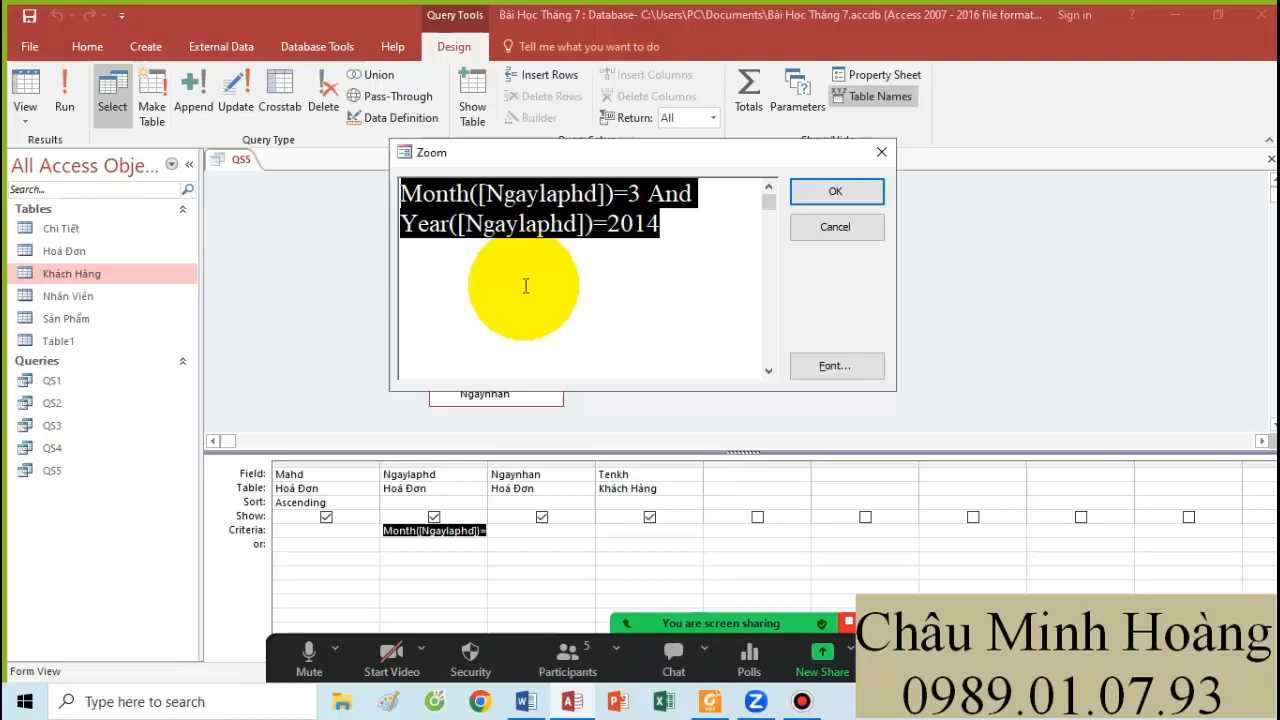 Query Tools
Bài Học Tháng 7 : Database- C:\Users\PC\Documents\Bài Học Tháng 7.accdb (Access 2007 - 2016 file format...
Sign in
File Home Create External Data Database Tools Help Design Tell me what you want to do
View
Run
Select
Make Table
Append
Update
Crosstab
Delete
Union
Pass-Through
Data Definition
Show Table
Insert Rows
Delete Rows
Builder
Insert Columns
Delete Columns
Return: All
Totals
Parameters
Property Sheet
Table Names
Results
Query Type
All Access Obje...
Search...
Tables
Chi Tiết
Hoá Đơn
Khách Hàng
Nhân Viên
Sản Phẩm
Table1
Queries
QS1
QS2
QS3
QS4
QS5
QS5
Zoom
Month([Ngaylaphd])=3 And
Year([Ngaylaphd])=2014
OK
Cancel
Font...
Ngaynhan
Field: Mahd Ngaylaphd Ngaynhan Tenkh
Table: Hoá Đơn Hoá Đơn Hoá Đơn Khách Hàng
Sort: Ascending
Show:
Criteria: Month([Ngaylaphd])=
or:
You are screen sharing
Mute
Start Video
Security
Participants 5
Chat
Polls
New Share
Form View
Type here to search
Châu Minh Hoàng
0989.01.07.93